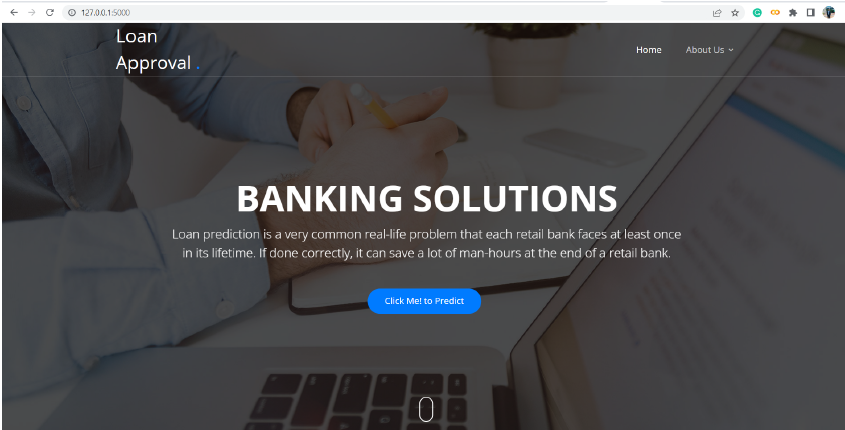 127.0.0.1:5000
Loan
Approval .
Home
About Us
BANKING SOLUTIONS
Loan prediction is a very common real-life problem that each retail bank faces at least once
in its lifetime. If done correctly, it can save a lot of man-hours at the end of a retail bank.
Click Me! to Predict